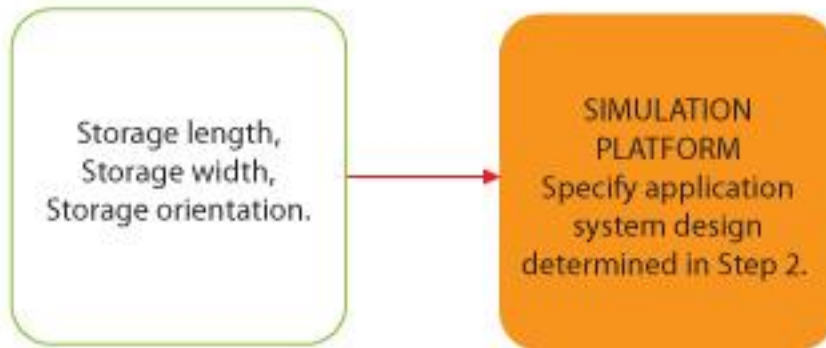 Storage length,
Storage width,
Storage orientation.
SIMULATION
PLATFORM
Specify application
system design
determined in Step 2.